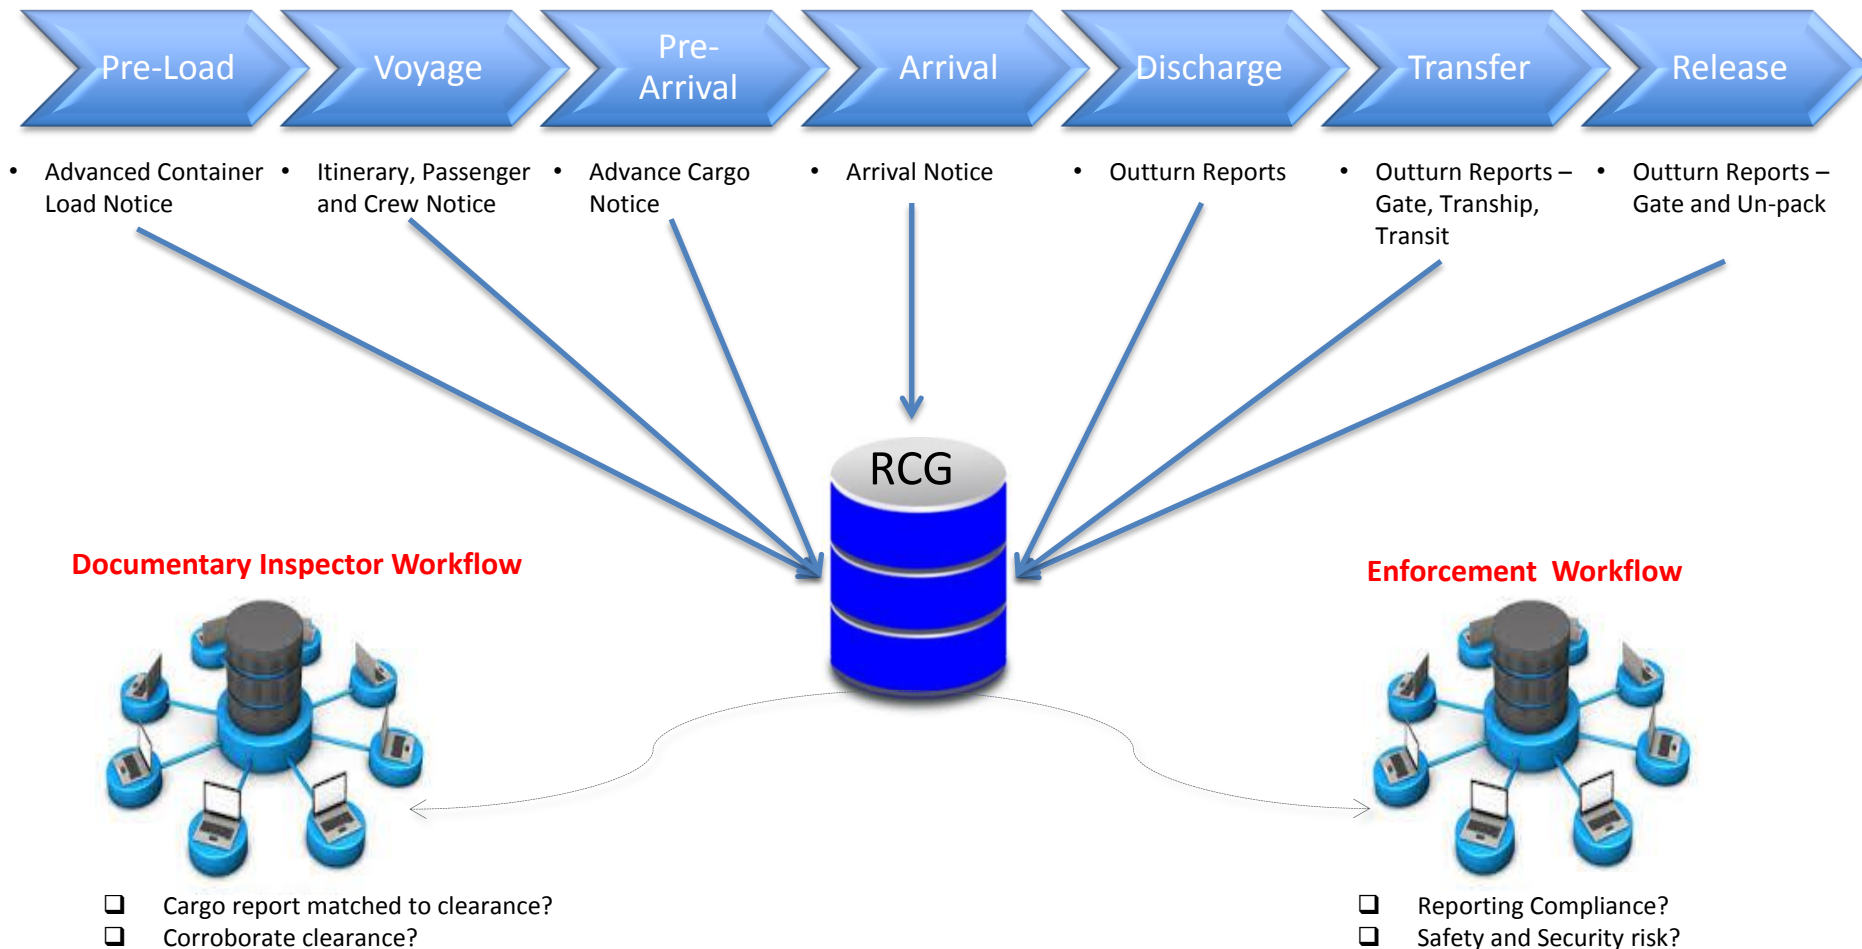 Pre-Load
Voyage
Pre-
Arrival
Arrival
Discharge
Transfer
Release
• Advanced Container
Load Notice
• Itinerary, Passenger
and Crew Notice
• Advance Cargo
Notice
• Arrival Notice
• Outturn Reports
• Outturn Reports –
Gate, Tranship,
Transit
• Outturn Reports –
Gate and Un-pack
RCG
Documentary Inspector Workflow
Enforcement  Workflow
❑ Cargo report matched to clearance?
❑ Corroborate clearance?
❑ Reporting Compliance?
❑ Safety and Security risk?